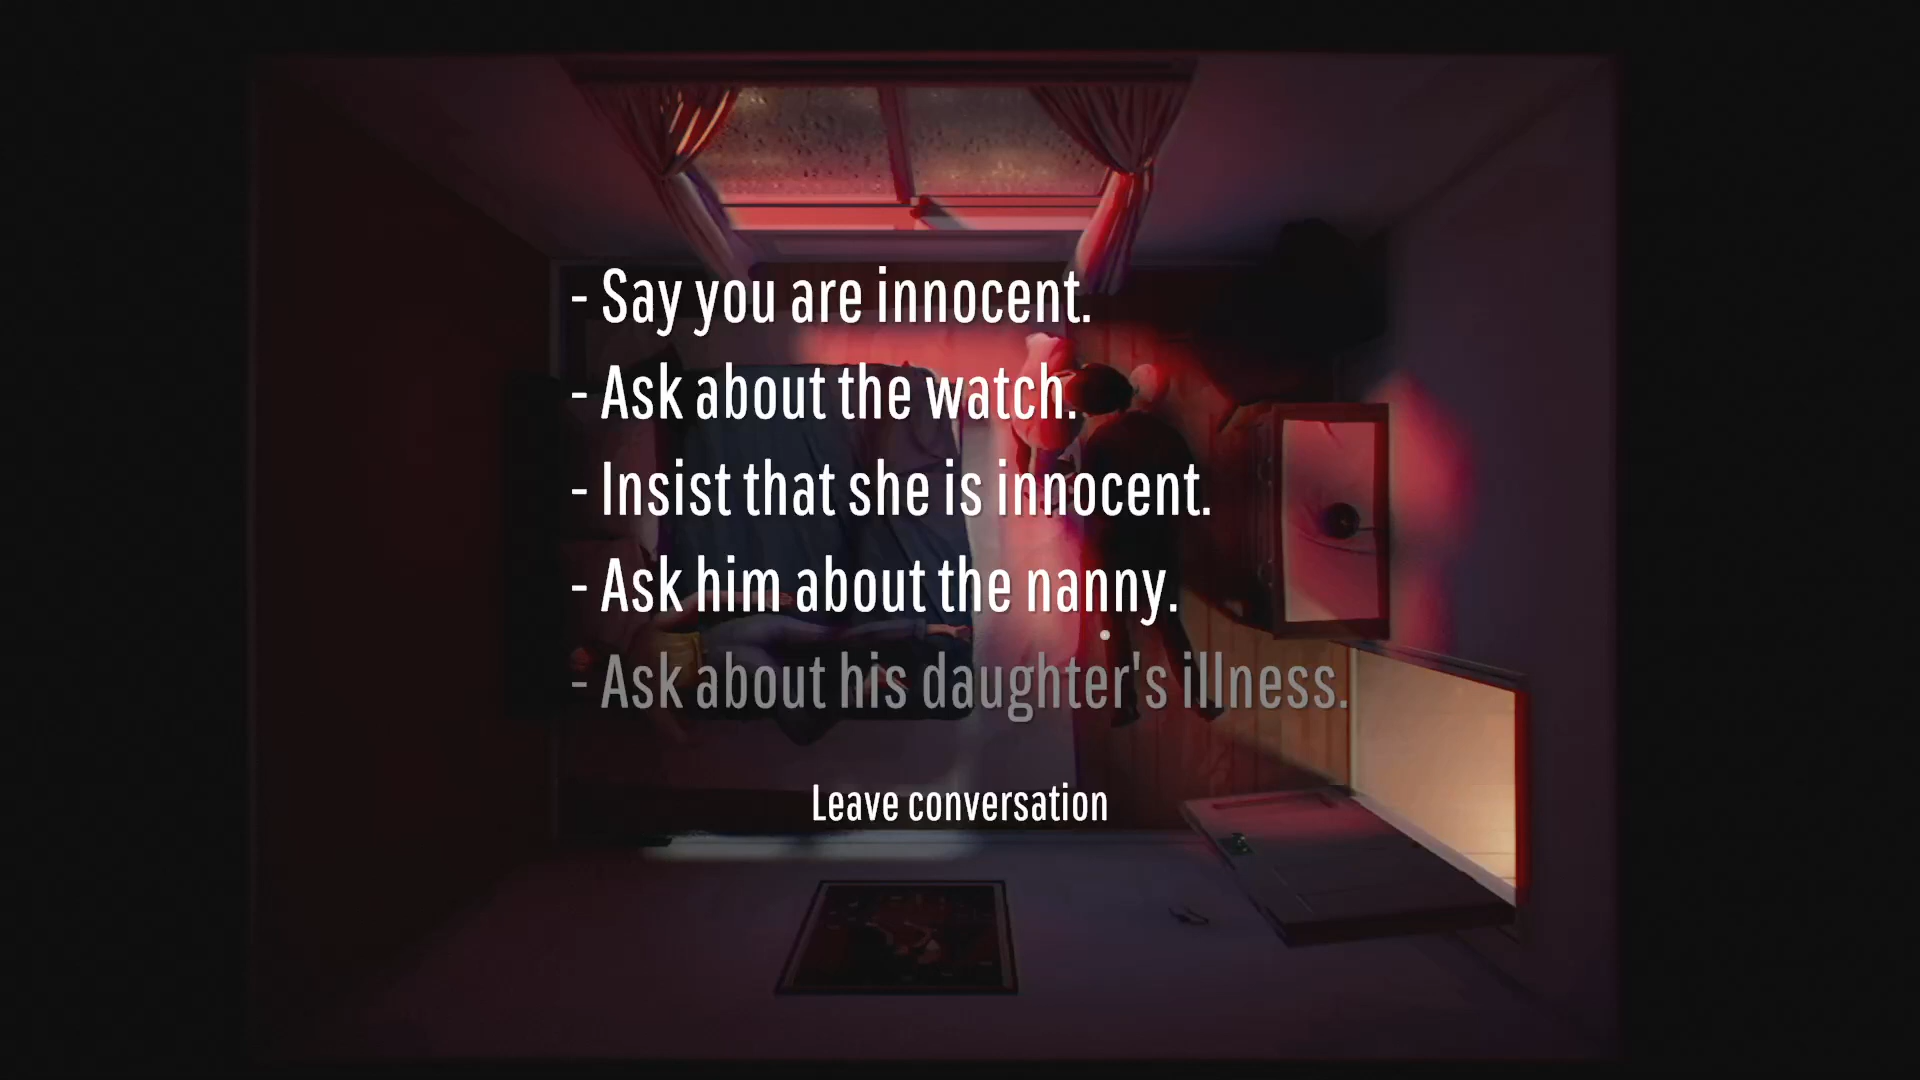 - Say you are innocent.
- Ask about the watch.
- Insist that she is innocent.
- Ask him about the nanny.
- Ask about his daughter's illness.
Leave conversation